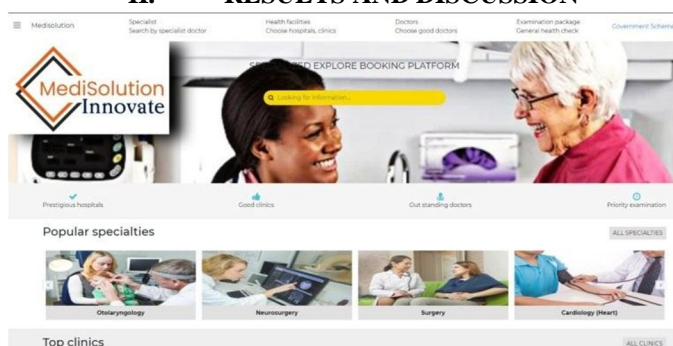 II. RESULTS AND DISCUSSION
Medisolution
Specialist
Search by specialist doctor
Health facilities
Choose hospitals, clinics
Doctors
Choose good doctors
Examination package
General health check
Government Scheme
MediSolution
Innovate
EXPLORE BOOKING PLATFORM
Looking for information...
Prestigious hospitals
Good clinics
Out standing doctors
Priority examination
Popular specialties
ALL SPECIALTIES
Otolaryngology
Neurosurgery
Surgery
Cardiology (Heart)
Top clinics
ALL CLINICS